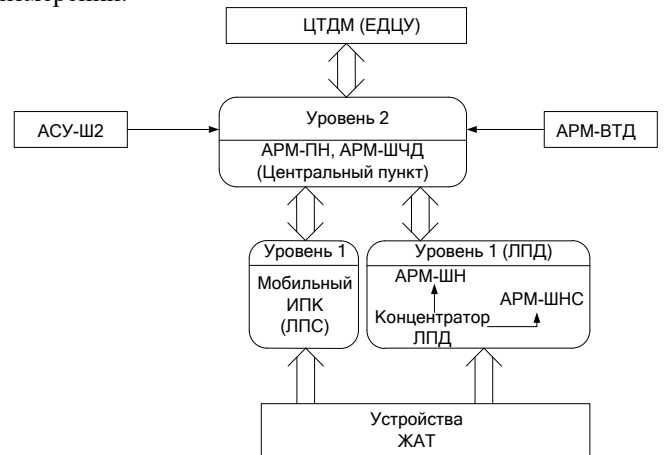 ЦТДМ (ЕДЦУ)
Уровень 2
АСУ-Ш2
АРМ-ВТД
АРМ-ПН, АРМ-ШЧД
(Центральный пункт)
Уровень 1
Мобильный
ИПК
(ЛПС)
Уровень 1 (ЛПД)
АРМ-ШН
АРМ-ШНС
Концентратор
ЛПД
Устройства
ЖАТ